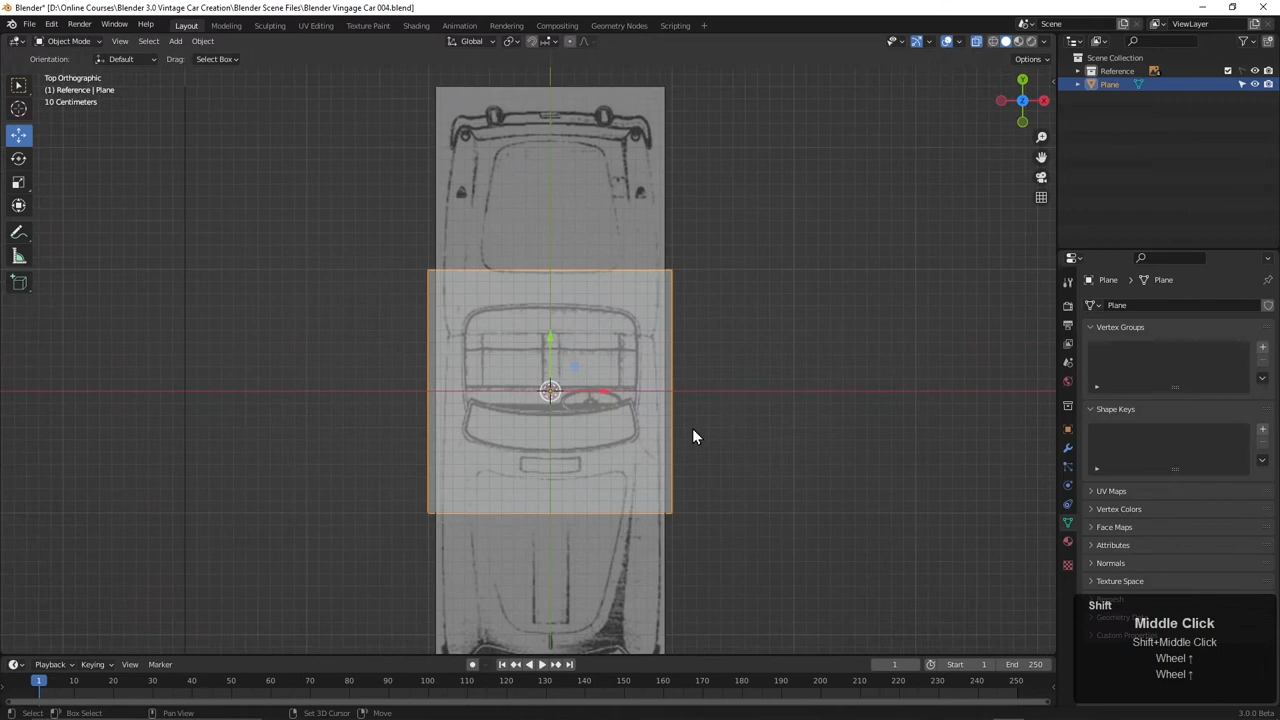 Blender* [D:\Online Courses\Blender 3.0 Vintage Car Creation\Blender Scene Files\Blender Vingage Car 004.blend]
File Edit Render Window Help Layout Modeling Sculpting UV Editing Texture Paint Shading Animation Rendering Compositing Geometry Nodes Scripting + Scene ViewLayer
Object Mode View Select Add Object Global
Orientation: Default Drag: Select Box Options
Top Orthographic
(1) Reference | Plane
10 Centimeters
Y
X
Z
Scene Collection
Reference
Plane
Plane > Plane
Plane
Vertex Groups
Shape Keys
UV Maps
Vertex Colors
Face Maps
Attributes
Normals
Texture Space
Shift
Middle Click
Shift+Middle Click
Wheel ↑
Wheel ↑
Playback Keying View Marker 1 Start 1 End 250
1 10 20 30 40 50 60 70 80 90 100 110 120 130 140 150 160 170 180 190 200 210 220 230 240 250
Select Box Select Pan View Set 3D Cursor Move 3.0.0 Beta